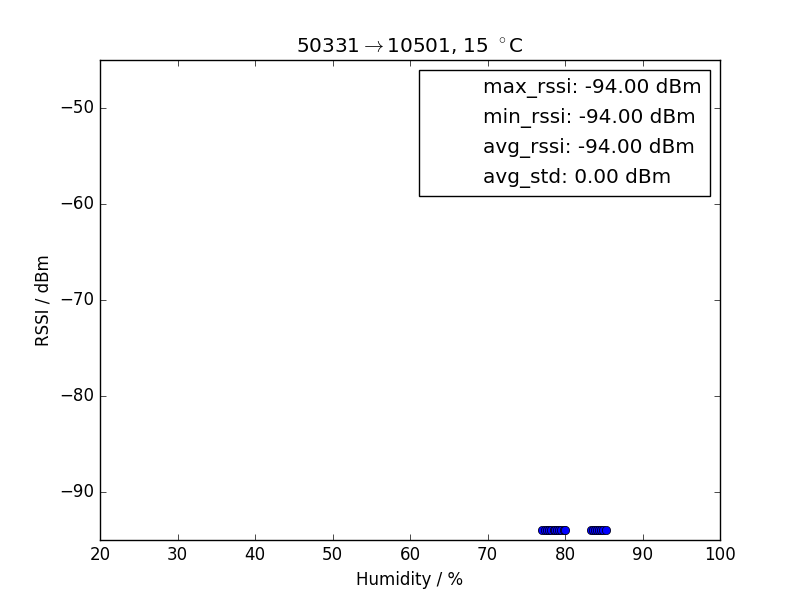 50331→10501, 15 °C
max_rssi: -94.00 dBm
min_rssi: -94.00 dBm
avg_rssi: -94.00 dBm
avg_std: 0.00 dBm
RSSI / dBm
−50
−60
−70
−80
−90
20 30 40 50 60 70 80 90 100
Humidity / %